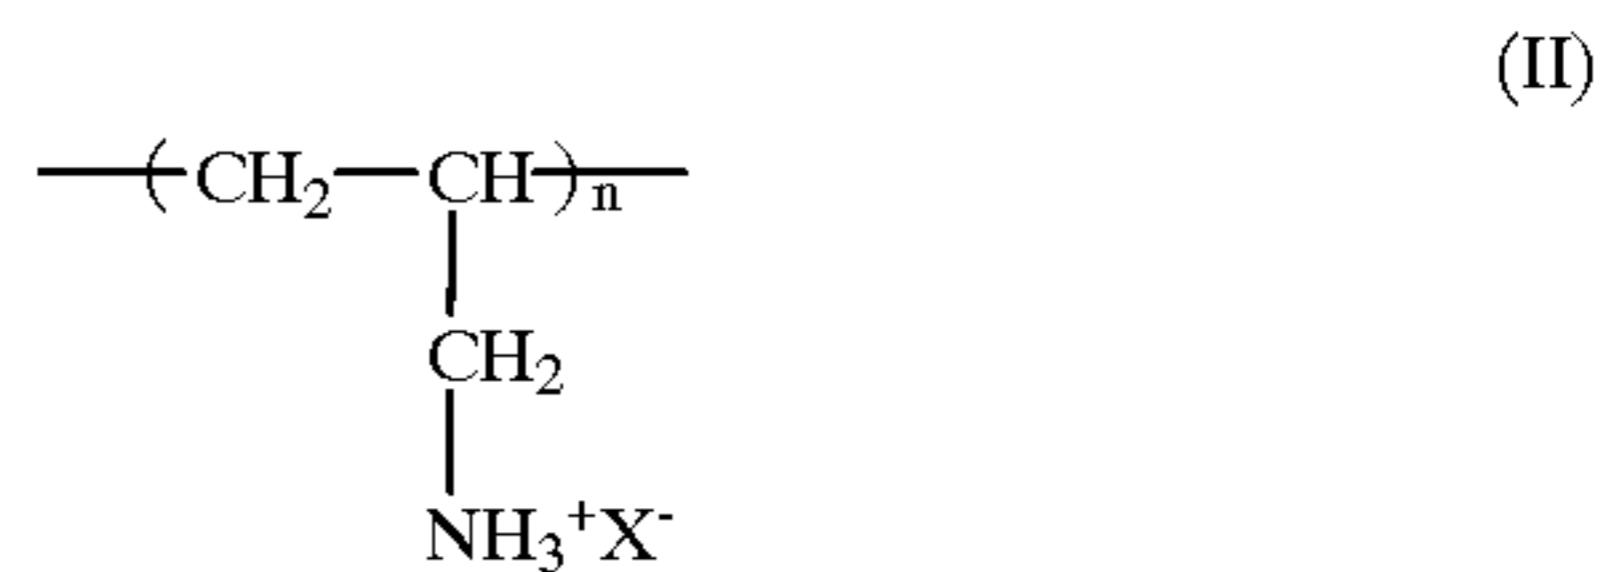 (II)
—(CH₂—CH)ₙ—
CH₂
NH₃⁺X⁻